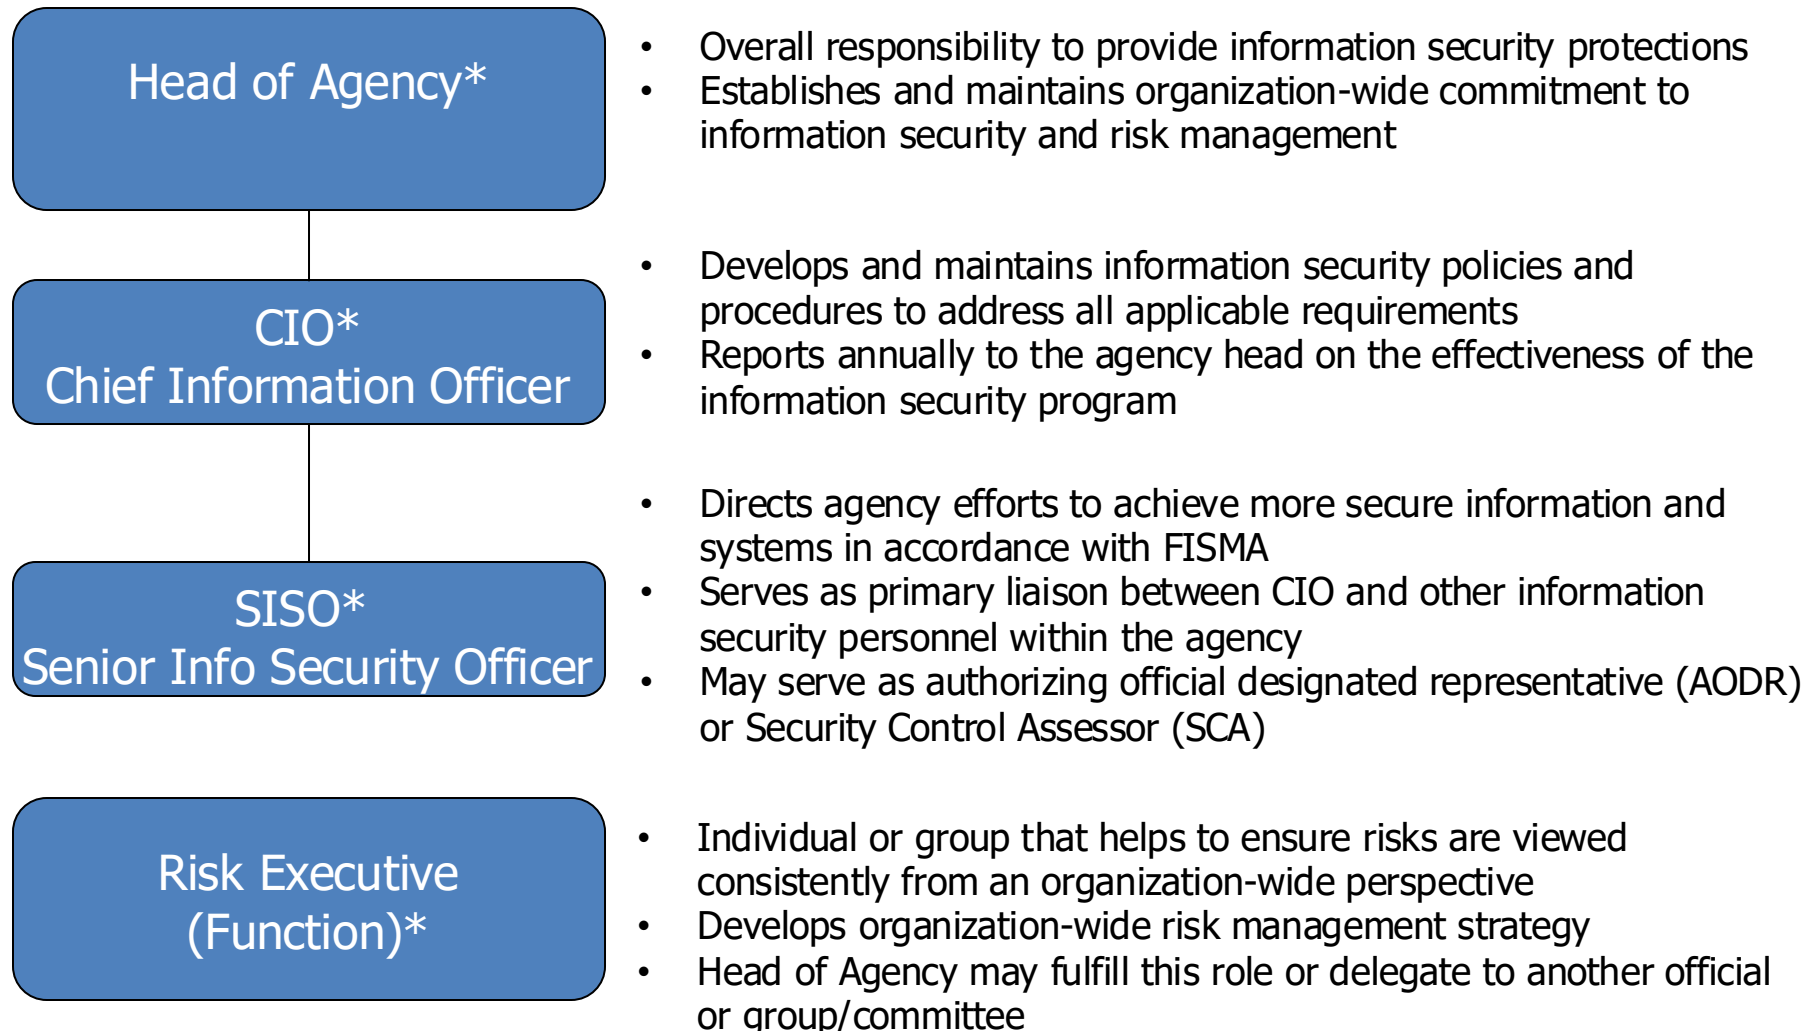 Head of Agency*
• Overall responsibility to provide information security protections
• Establishes and maintains organization-wide commitment to
information security and risk management
CIO*
Chief Information Officer
• Develops and maintains information security policies and
procedures to address all applicable requirements
• Reports annually to the agency head on the effectiveness of the
information security program
SISO*
Senior Info Security Officer
• Directs agency efforts to achieve more secure information and
systems in accordance with FISMA
• Serves as primary liaison between CIO and other information
security personnel within the agency
• May serve as authorizing official designated representative (AODR)
or Security Control Assessor (SCA)
Risk Executive
(Function)*
• Individual or group that helps to ensure risks are viewed
consistently from an organization-wide perspective
• Develops organization-wide risk management strategy
• Head of Agency may fulfill this role or delegate to another official
or group/committee